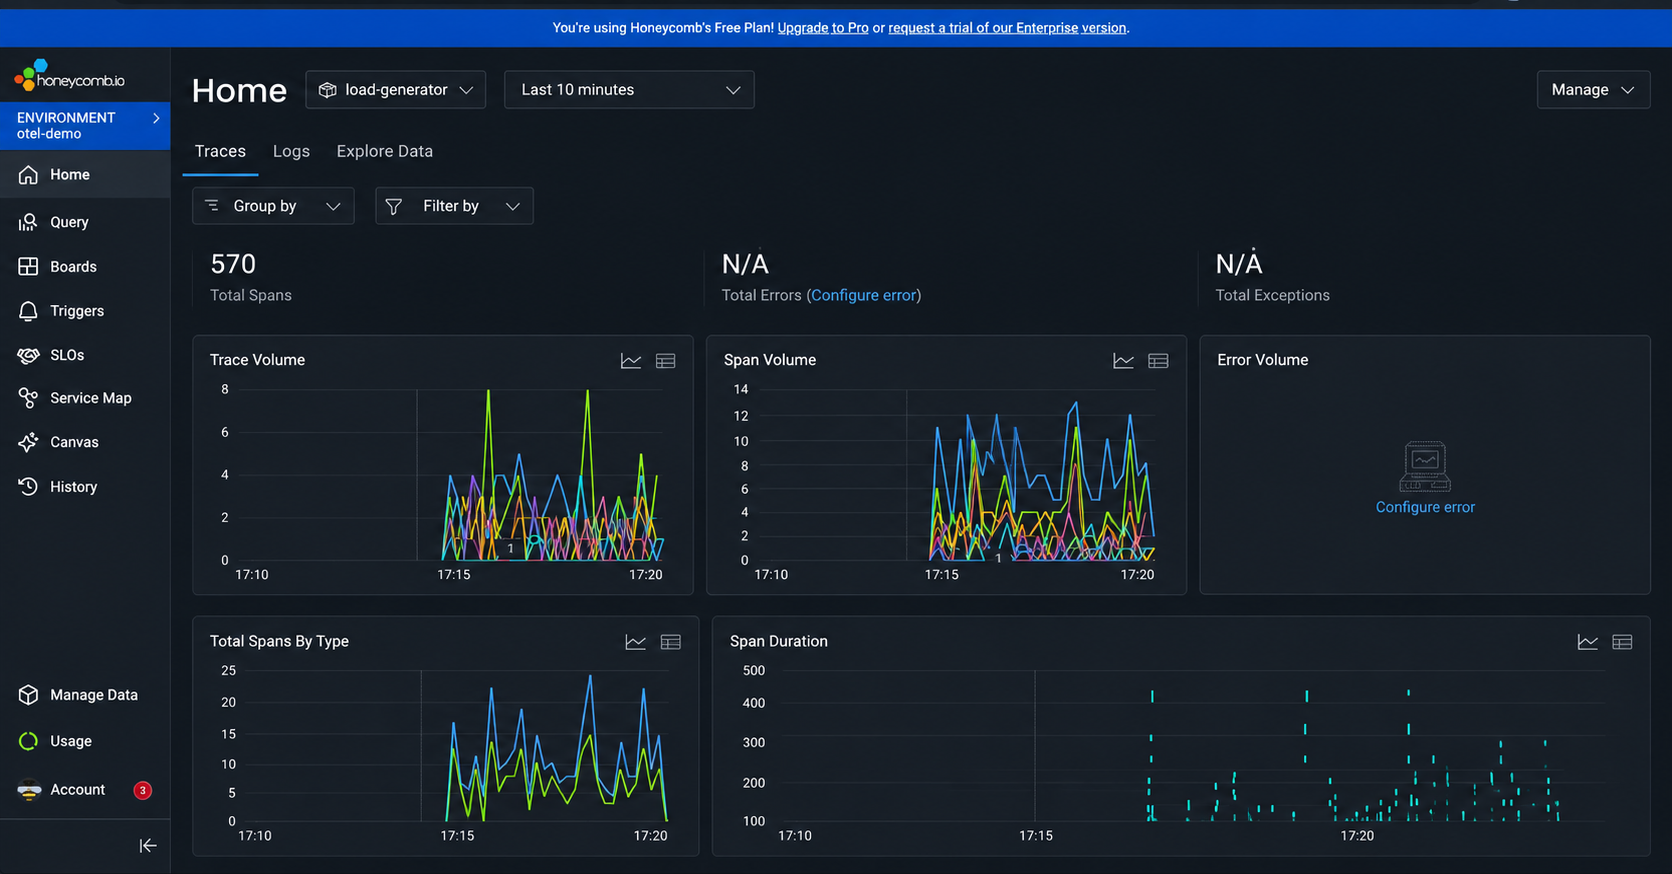 You're using Honeycomb's Free Plan! Upgrade to Pro or request a trial of our Enterprise version.
honeycomb.io
ENVIRONMENT
otel-demo
Home
Query
Boards
Triggers
SLOs
Service Map
Canvas
History
Manage Data
Usage
Account
3
Home
load-generator
Last 10 minutes
Manage
Traces Logs Explore Data
Group by
Filter by
570
Total Spans
N/A
Total Errors (Configure error)
N/A
Total Exceptions
Trace Volume
8
6
4
2
0
1
17:10 17:15 17:20
Span Volume
14
12
10
8
6
4
2
0
1
17:10 17:15 17:20
Error Volume
Configure error
Total Spans By Type
25
20
15
10
5
0
17:10 17:15 17:20
Span Duration
500
400
300
200
100
17:10 17:15 17:20